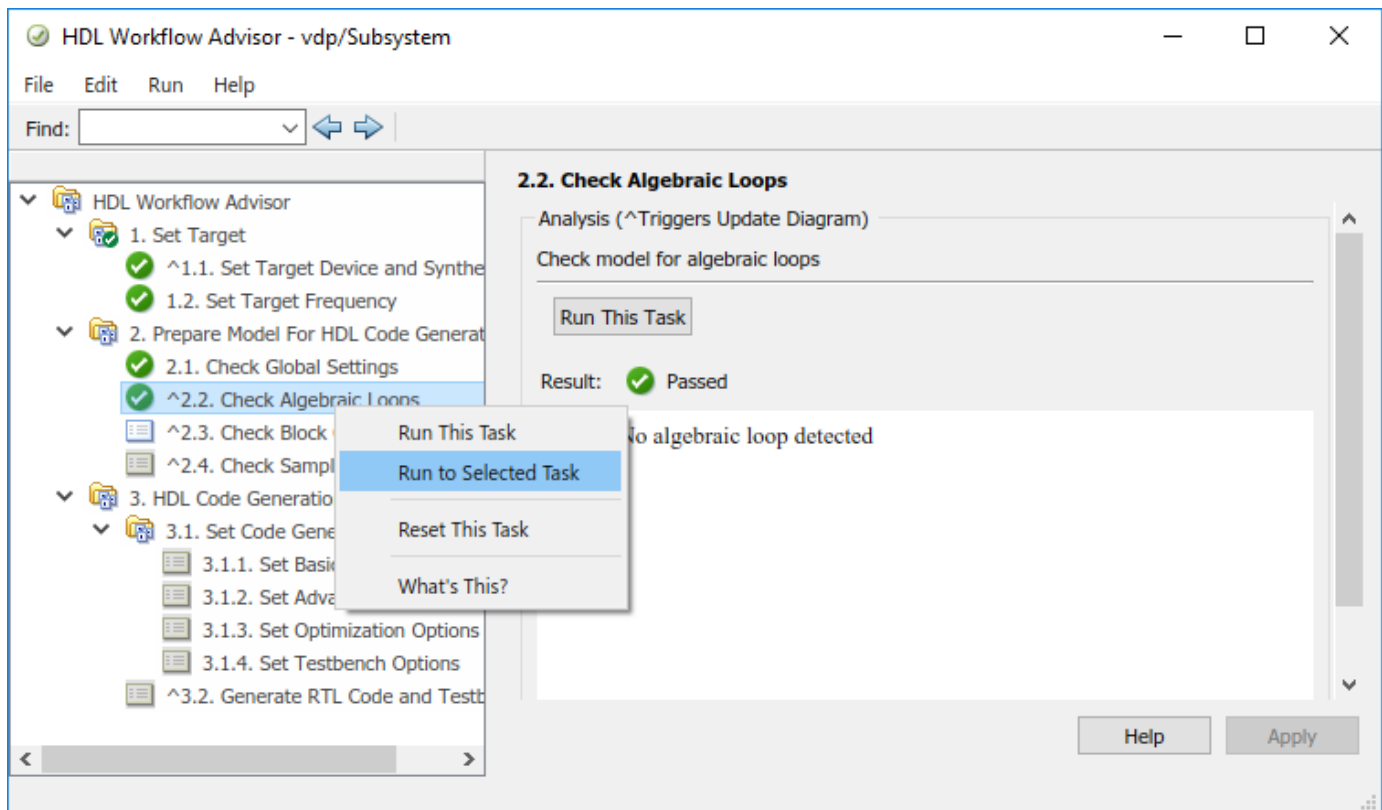 HDL Workflow Advisor - vdp/Subsystem
File Edit Run Help
Find:
HDL Workflow Advisor
1. Set Target
^1.1. Set Target Device and Synthe
1.2. Set Target Frequency
2. Prepare Model For HDL Code Generat
2.1. Check Global Settings
^2.2. Check Algebraic Loops
^2.3. Check Block
^2.4. Check Sampl
3. HDL Code Generatio
3.1. Set Code Gene
3.1.1. Set Basic
3.1.2. Set Adva
3.1.3. Set Optimization Options
3.1.4. Set Testbench Options
^3.2. Generate RTL Code and Testb
Run This Task
Run to Selected Task
Reset This Task
What's This?
2.2. Check Algebraic Loops
Analysis (^Triggers Update Diagram)
Check model for algebraic loops
Run This Task
Result: Passed
No algebraic loop detected
Help Apply